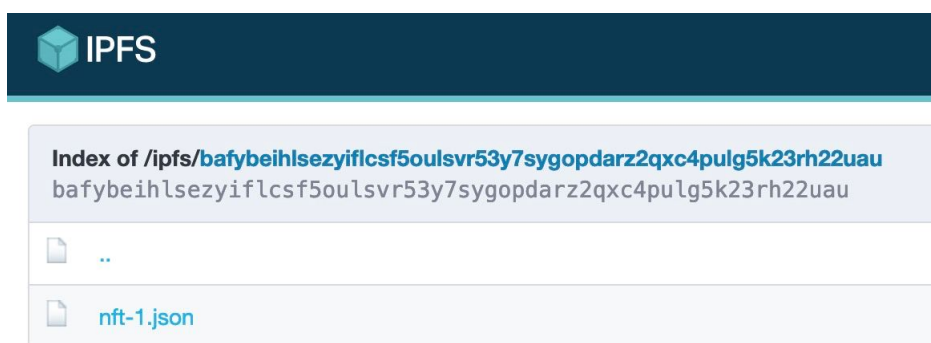 IPFS
Index of /ipfs/bafybeihlsezyiflcsf5oulsvr53y7sygopdarz2qxc4pulg5k23rh22uau
bafybeihlsezyiflcsf5oulsvr53y7sygopdarz2qxc4pulg5k23rh22uau
..
nft-1.json